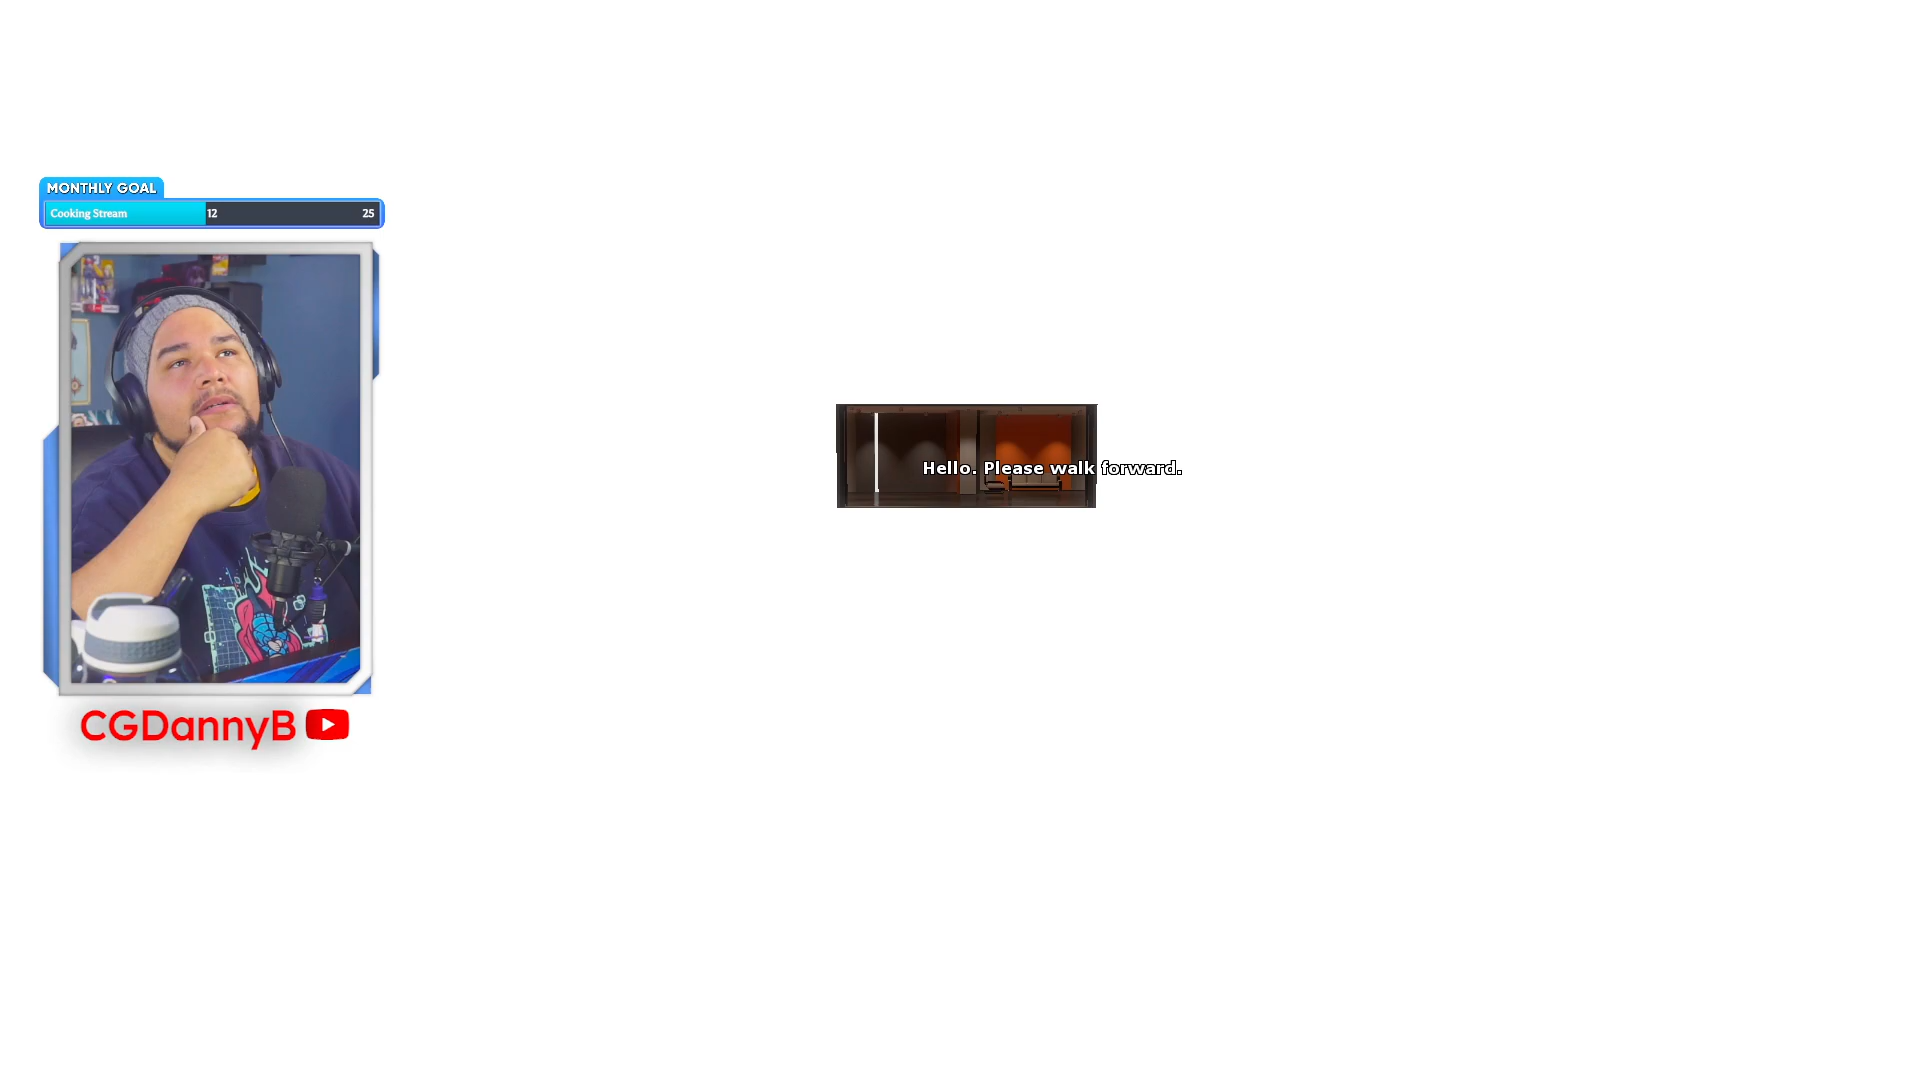 MONTHLY GOAL
Cooking Stream 12 25
Hello. Please walk forward.
CGDannyB